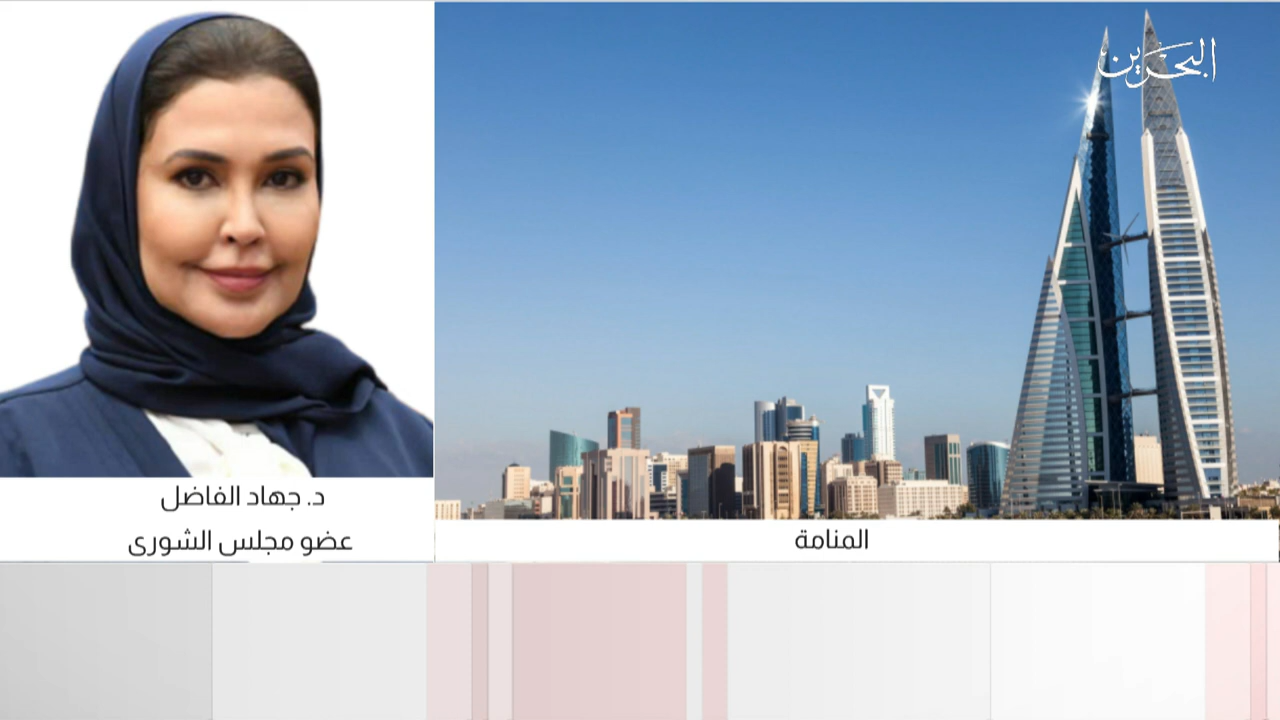 البحرين
د. جهاد الفاضل
عضو مجلس الشورى
المنامة